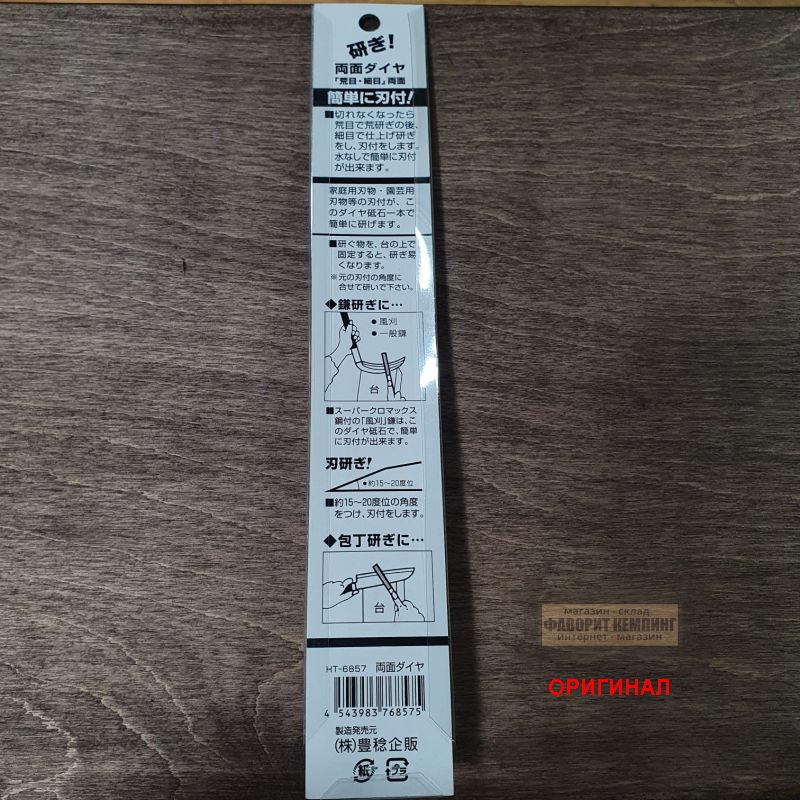 研ぎ!
両面ダイヤ
「荒目・細目」両面
簡単に刃付!
■切れなくなったら
荒目で荒研ぎの後、
細目で仕上げ研ぎ
をし、刃付をします。
水なしで簡単に刃付
が出来ます。
家庭用刃物・園芸用
刃物等の刃付が、こ
のダイヤ砥石一本で
簡単に研げます。
■研ぐ物を、台の上で
固定すると、研ぎ易
くなります。
※元の刃付の角度に
合せて研いで下さい。
◆鎌研ぎに…
●風刈
●一般鎌
台
■スーパークロマックス
鋼付の「風刈」鎌は、こ
のダイヤ砥石で、簡単
に刃付が出来ます。
刃研ぎ!
●約15〜20度位
■約15〜20度位の角度
をつけ、刃付をします。
◆包丁研ぎに…
台
HT-6857 両面ダイヤ
4 543983 768575
製造発売元
(株)豊稔企販
紙
プラ
магазин - склад
ФАВОРИТ КЕМПИНГ
интернет - магазин
ОРИГИНАЛ